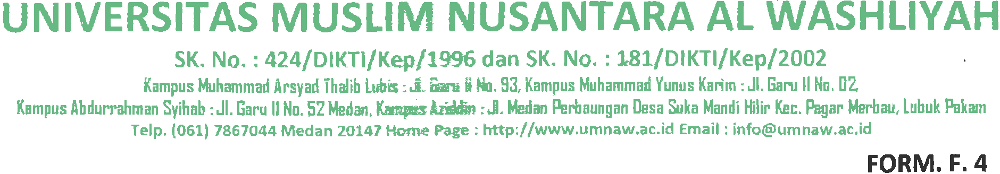 UNIVERSITAS MUSLIM NUSANTARA AL WASHLIYAH
SK. No. : 424/DIKTI/Kep/1996 dan SK. No. : 181/DIKTI/Kep/2002
Kampus Muhammad Arsyad Thalib Lubis : Jl. Garu II No. 93, Kampus Muhammad Yunus Karim : Jl. Garu II No. 02,
Kampus Abdurrahman Syihab : Jl. Garu II No. 52 Medan, Kampus : Jl. Medan Perbaungan Desa Suka Mandi Hilir Kec. Pagar Merbau, Lubuk Pakam
Telp. (061) 7867044 Medan 20147 Home Page : http://www.umnaw.ac.id Email : info@umnaw.ac.id
FORM. F. 4